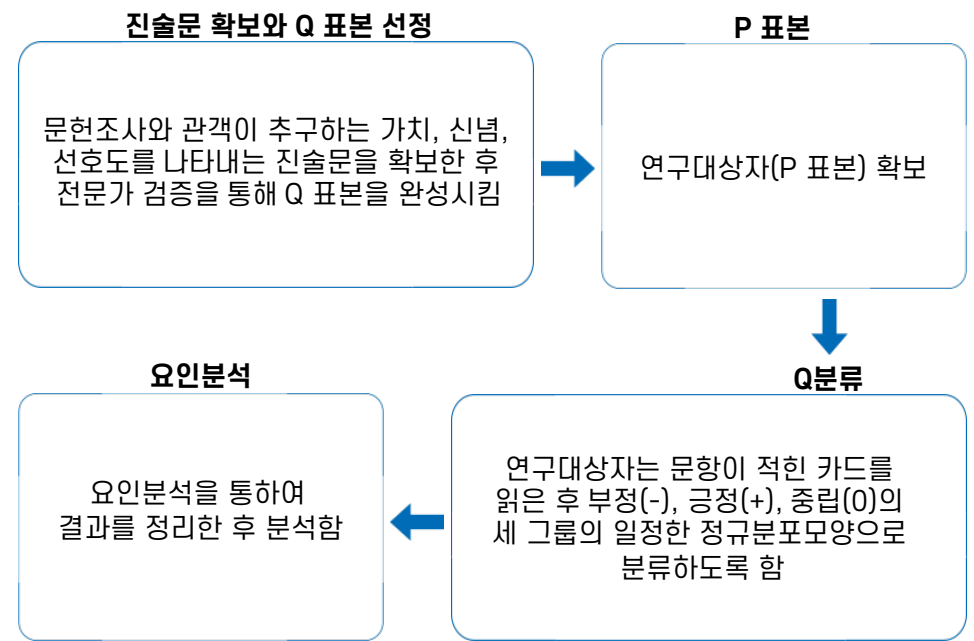 진술문 확보와 Q 표본 선정
문헌조사와 관객이 추구하는 가치, 신념,
선호도를 나타내는 진술문을 확보한 후
전문가 검증을 통해 Q 표본을 완성시킴
P 표본
연구대상자(P 표본) 확보
Q분류
연구대상자는 문항이 적힌 카드를
읽은 후 부정(-), 긍정(+), 중립(0)의
세 그룹의 일정한 정규분포모양으로
분류하도록 함
요인분석
요인분석을 통하여
결과를 정리한 후 분석함